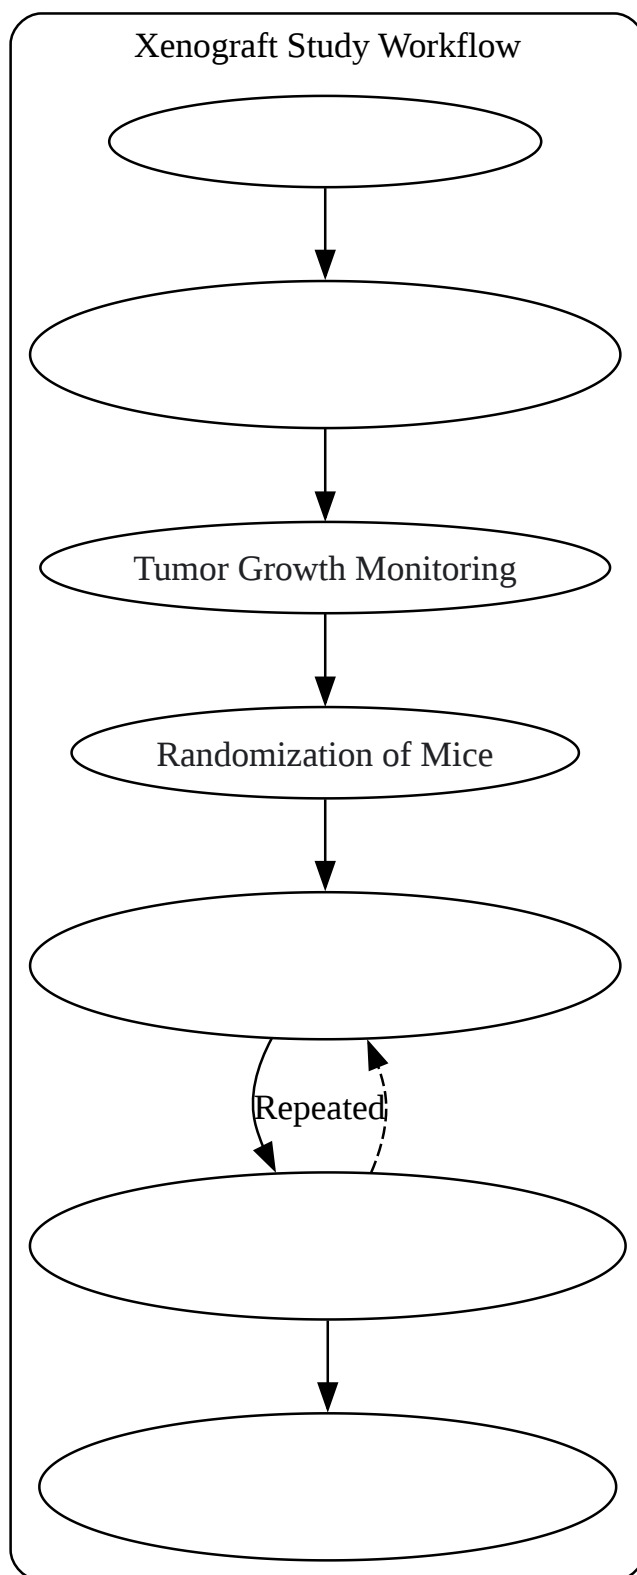 Xenograft Study Workflow
Tumor Growth Monitoring
Randomization of Mice
Repeated